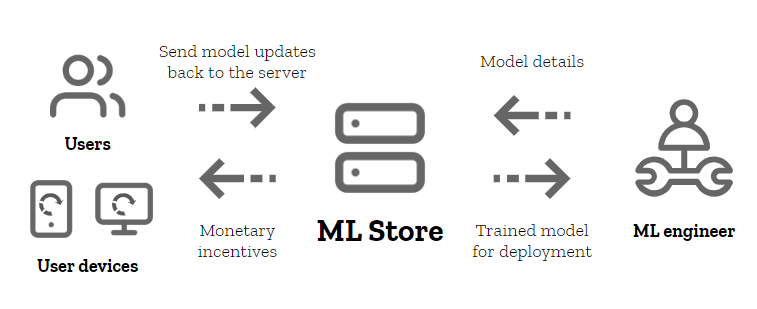 Send model updates
back to the server
Model details
Users
Monetary
incentives
ML Store
Trained model
for deployment
ML engineer
User devices